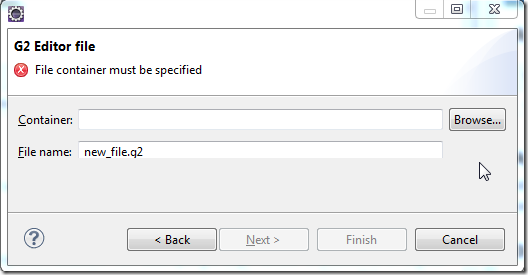 G2 Editor file
File container must be specified
Container:
Browse...
File name: new_file.g2
? < Back Next > Finish Cancel